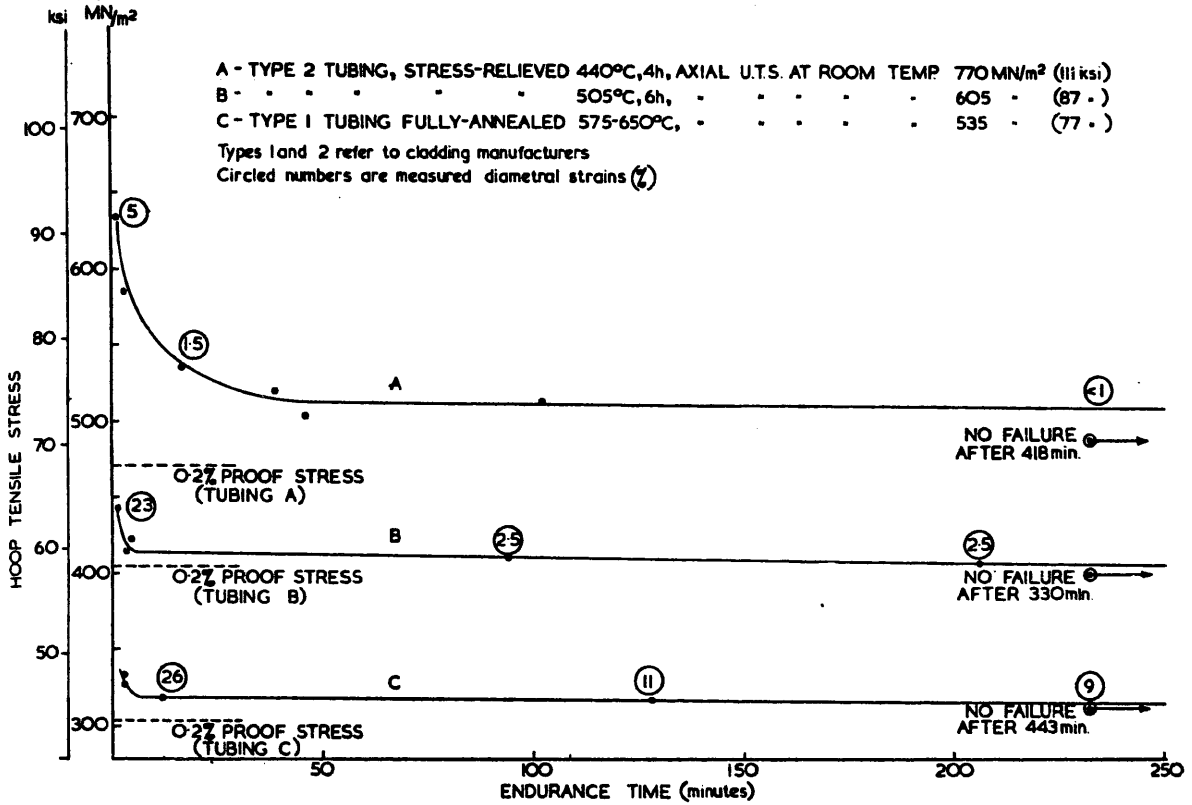 ksi MN/m²
A - TYPE 2 TUBING, STRESS-RELIEVED 440°C, 4h, AXIAL U.T.S. AT ROOM TEMP. 770 MN/m² (111 ksi)
B - " " " " " 505°C, 6h, " " " " " 605 " (87 " )
C - TYPE 1 TUBING FULLY-ANNEALED 575-650°C, " " " " " 535 " (77 " )
Types 1 and 2 refer to cladding manufacturers
Circled numbers are measured diametral strains (%)
100
90
80
70
60
50
700
600
500
400
300
HOOP TENSILE STRESS
5
1·5
A
<1
NO FAILURE
AFTER 418 min.
0·2% PROOF STRESS
(TUBING A)
23
B
2·5
2·5
NO FAILURE
AFTER 330 min.
0·2% PROOF STRESS
(TUBING B)
26
C
11
9
NO FAILURE
AFTER 443 min.
0·2% PROOF STRESS
(TUBING C)
50
100
150
200
250
ENDURANCE TIME (minutes)